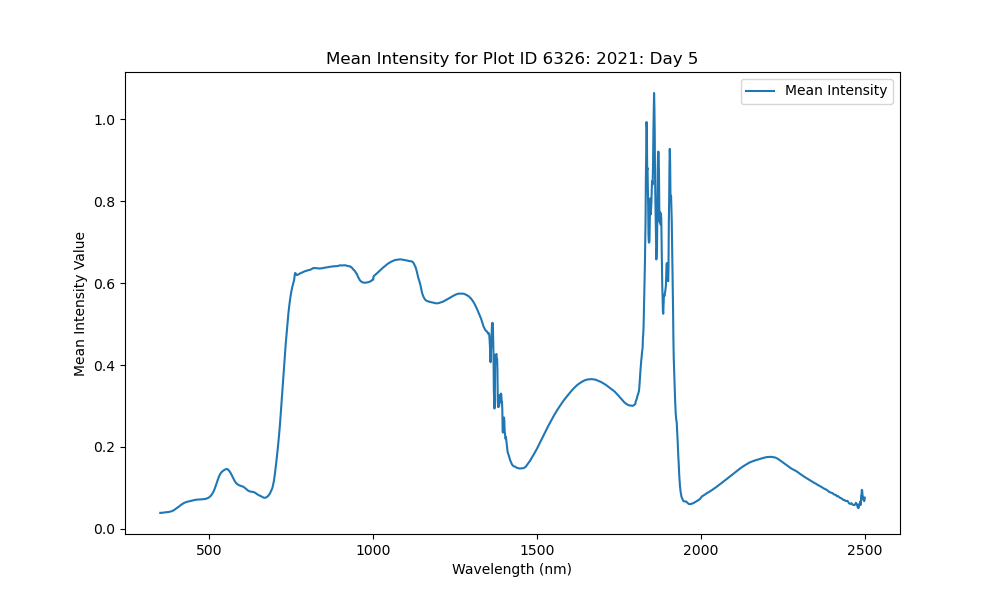 Mean Intensity for Plot ID 6326: 2021: Day 5
Mean Intensity
1.0
0.8
0.6
0.4
0.2
0.0
Mean Intensity Value
500
1000
1500
2000
2500
Wavelength (nm)